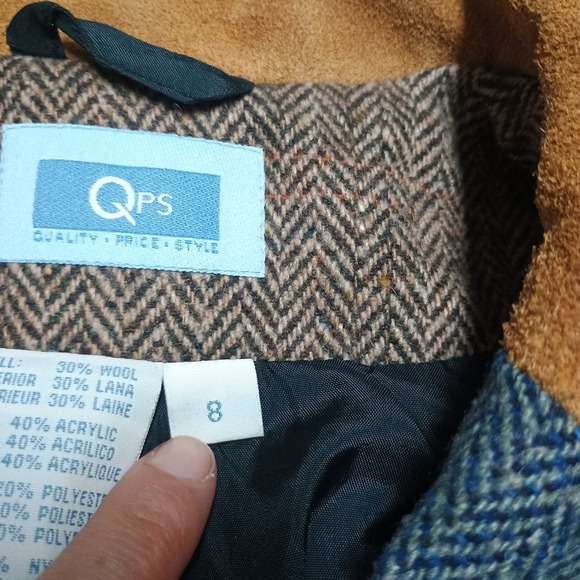 QPS
QUALITY · PRICE · STYLE
30% WOOL
30% LANA
30% LAINE
8
40% ACRYLIC
40% ACRILICO
40% ACRYLIQUE